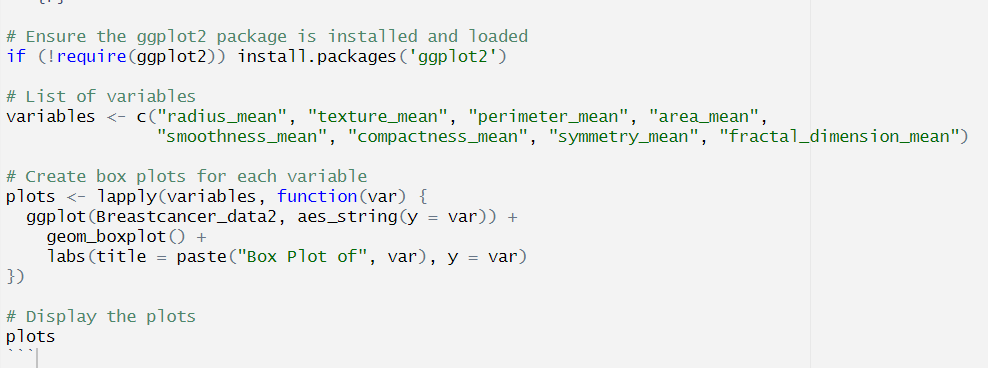 # Ensure the ggplot2 package is installed and loaded
if (!require(ggplot2)) install.packages('ggplot2')
# List of variables
variables <- c("radius_mean", "texture_mean", "perimeter_mean", "area_mean",
"smoothness_mean", "compactness_mean", "symmetry_mean", "fractal_dimension_mean")
# Create box plots for each variable
plots <- lapply(variables, function(var) {
ggplot(Breastcancer_data2, aes_string(y = var)) +
geom_boxplot() +
labs(title = paste("Box Plot of", var), y = var)
})
# Display the plots
plots
```